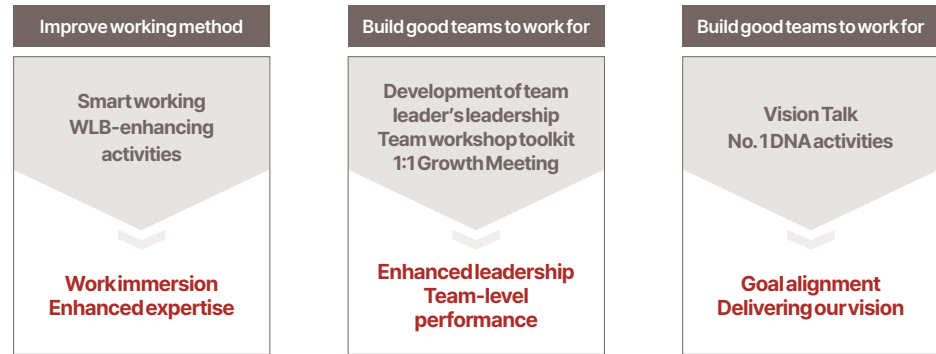 Improve working method
Smart working
WLB-enhancing
activities
Work immersion
Enhanced expertise
Build good teams to work for
Development of team
leader's leadership
Team workshop toolkit
1:1 Growth Meeting
Enhanced leadership
Team-level
performance
Build good teams to work for
Vision Talk
No. 1 DNA activities
Goal alignment
Delivering our vision